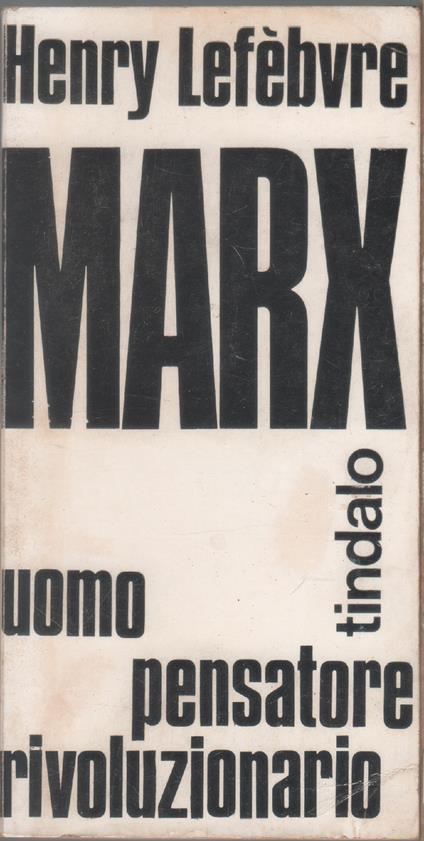 Henry Lefèbvre
MARX
tindalo
uomo
pensatore
rivoluzionario